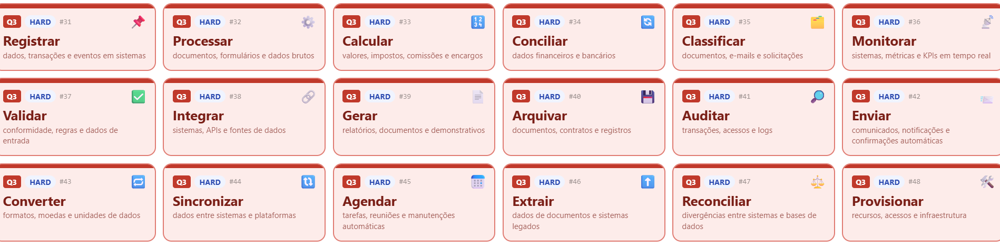 Q3 HARD #31
Registrar
dados, transações e eventos em sistemas
Q3 HARD #32
Processar
documentos, formulários e dados brutos
Q3 HARD #33
1 2
3 4
Calcular
valores, impostos, comissões e encargos
Q3 HARD #34
Conciliar
dados financeiros e bancários
Q3 HARD #35
Classificar
documentos, e-mails e solicitações
Q3 HARD #36
Monitorar
sistemas, métricas e KPIs em tempo real
Q3 HARD #37
Validar
conformidade, regras e dados de
entrada
Q3 HARD #38
Integrar
sistemas, APIs e fontes de dados
Q3 HARD #39
Gerar
relatórios, documentos e demonstrativos
Q3 HARD #40
Arquivar
documentos, contratos e registros
Q3 HARD #41
Auditar
transações, acessos e logs
Q3 HARD #42
Enviar
comunicados, notificações e
confirmações automáticas
Q3 HARD #43
Converter
formatos, moedas e unidades de dados
Q3 HARD #44
Sincronizar
dados entre sistemas e plataformas
Q3 HARD #45
Agendar
tarefas, reuniões e manutenções
automáticas
Q3 HARD #46
Extrair
dados de documentos e sistemas
legados
Q3 HARD #47
Reconciliar
divergências entre sistemas e bases de
dados
Q3 HARD #48
Provisionar
recursos, acessos e infraestrutura